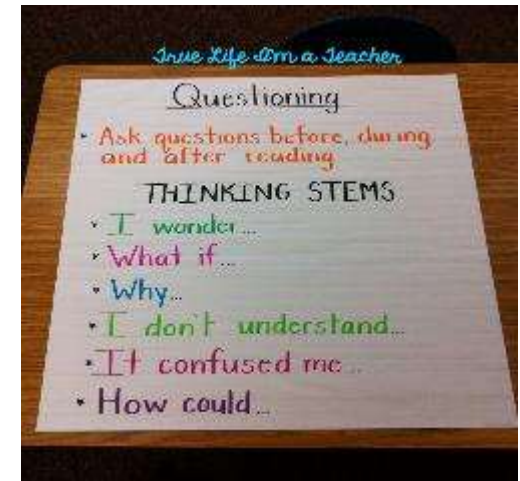 True Life I'm a Teacher
Questioning
• Ask questions before, during
and after reading
THINKING STEMS
• I wonder...
• What if...
• Why...
• I don't understand...
• It confused me...
• How could...